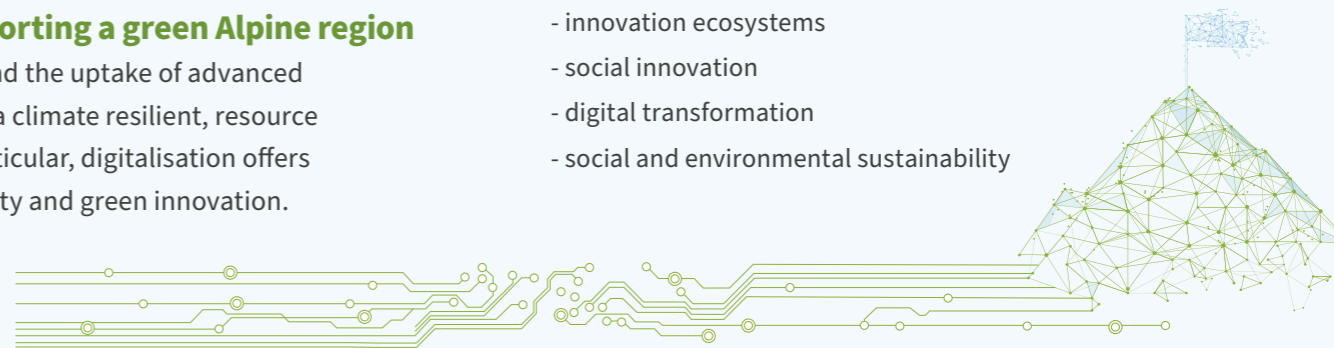 orting a green Alpine region
nd the uptake of advanced
a climate resilient, resource
ticular, digitalisation offers
ty and green innovation.
- innovation ecosystems
- social innovation
- digital transformation
- social and environmental sustainability